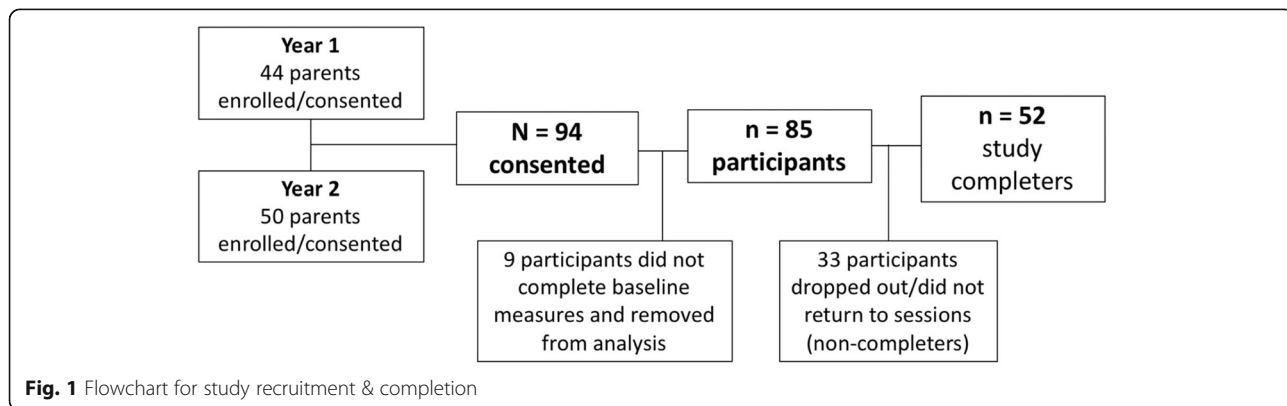 Year 1
44 parents
enrolled/consented
Year 2
50 parents
enrolled/consented
N = 94
consented
9 participants did not
complete baseline
measures and removed
from analysis
n = 85
participants
33 participants
dropped out/did not
return to sessions
(non-completers)
n = 52
study
completers
Fig. 1 Flowchart for study recruitment & completion